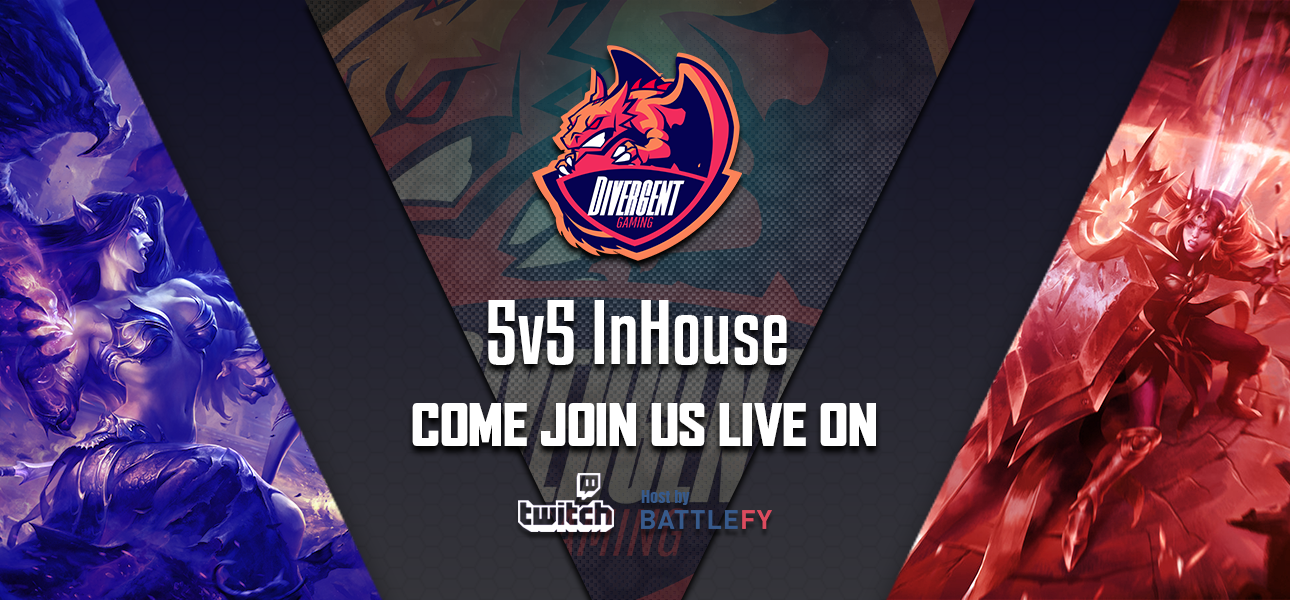 DIVERGENT
GAMING
5v5 InHouse
COME JOIN US LIVE ON
twitch
Host by
BATTLEFY